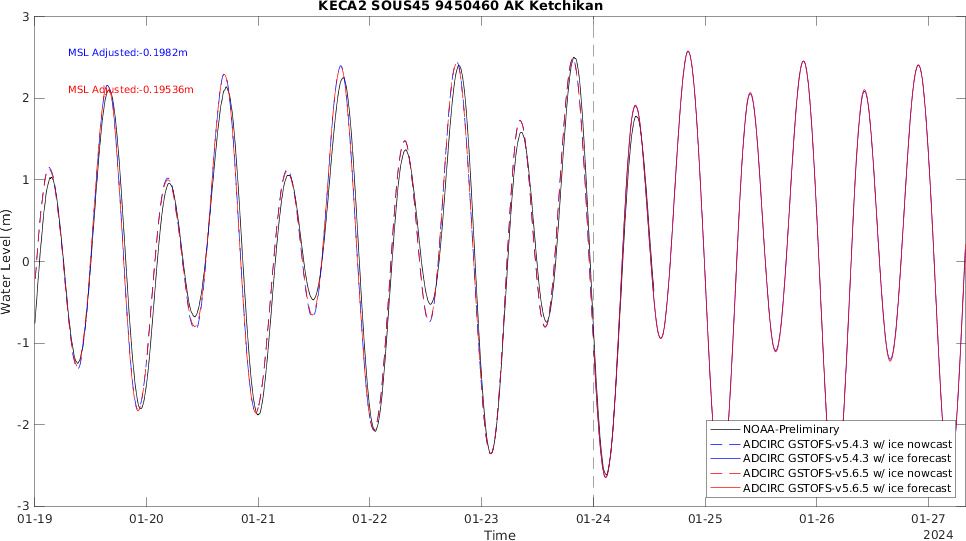 KECA2 SOUS45 9450460 AK Ketchikan
3
MSL Adjusted:-0.1982m
2
MSL Adjusted:-0.19536m
1
Water Level (m)
0
-1
-2
NOAA-Preliminary
ADCIRC GSTOFS-v5.4.3 w/ ice nowcast
ADCIRC GSTOFS-v5.4.3 w/ ice forecast
ADCIRC GSTOFS-v5.6.5 w/ ice nowcast
ADCIRC GSTOFS-v5.6.5 w/ ice forecast
-3
01-19 01-20 01-21 01-22 01-23 01-24 01-25 01-26 01-27
Time
2024